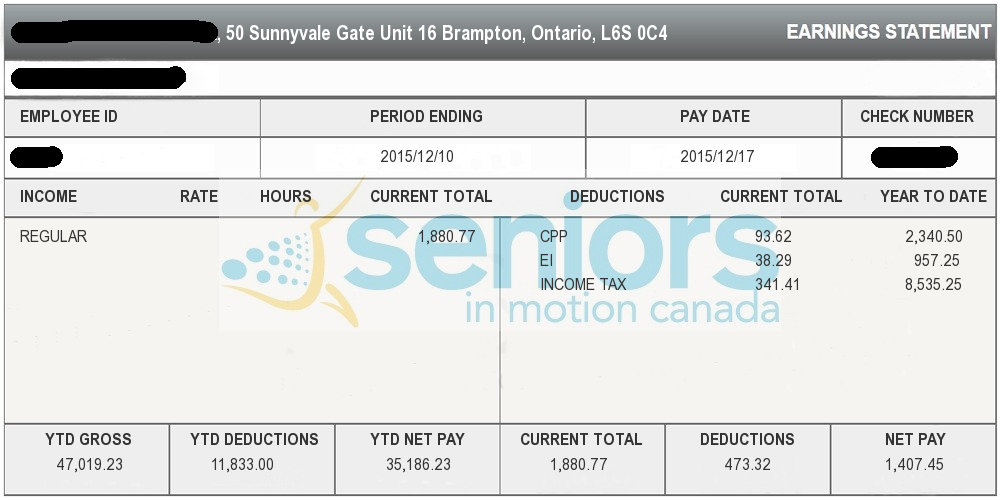 , 50 Sunnyvale Gate Unit 16 Brampton, Ontario, L6S 0C4 EARNINGS STATEMENT
EMPLOYEE ID PERIOD ENDING PAY DATE CHECK NUMBER
2015/12/10 2015/12/17
INCOME RATE HOURS CURRENT TOTAL DEDUCTIONS CURRENT TOTAL YEAR TO DATE
REGULAR 1,880.77 CPP 93.62 2,340.50
EI 38.29 957.25
INCOME TAX 341.41 8,535.25
seniors
in motion canada
YTD GROSS YTD DEDUCTIONS YTD NET PAY CURRENT TOTAL DEDUCTIONS NET PAY
47,019.23 11,833.00 35,186.23 1,880.77 473.32 1,407.45